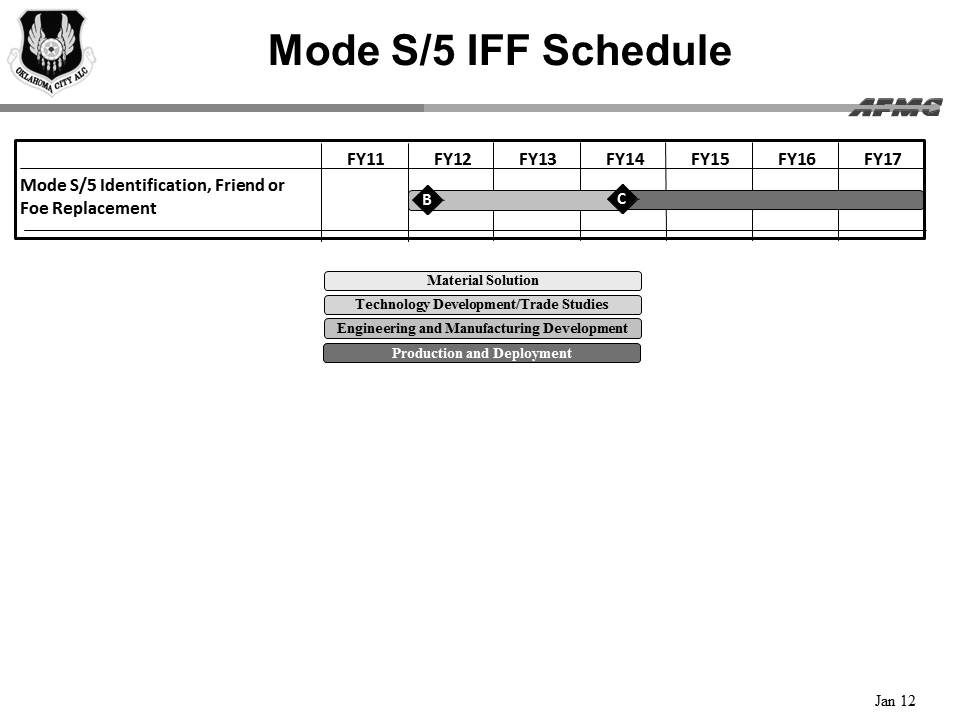 Mode S/5 IFF Schedule
OKLAHOMA CITY ALC
AFMC
FY11 FY12 FY13 FY14 FY15 FY16 FY17
Mode S/5 Identification, Friend or
Foe Replacement
B C
Material Solution
Technology Development/Trade Studies
Engineering and Manufacturing Development
Production and Deployment
Jan 12